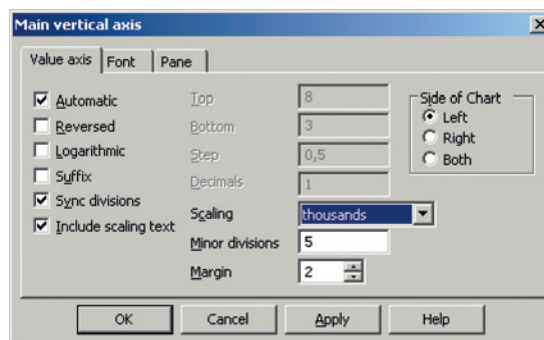 Main vertical axis
Value axis Font Pane
Automatic
Reversed
Logarithmic
Suffix
Sync divisions
Include scaling text
Top 8
Bottom 3
Step 0,5
Decimals 1
Scaling thousands
Minor divisions 5
Margin 2
Side of Chart
Left
Right
Both
OK Cancel Apply Help